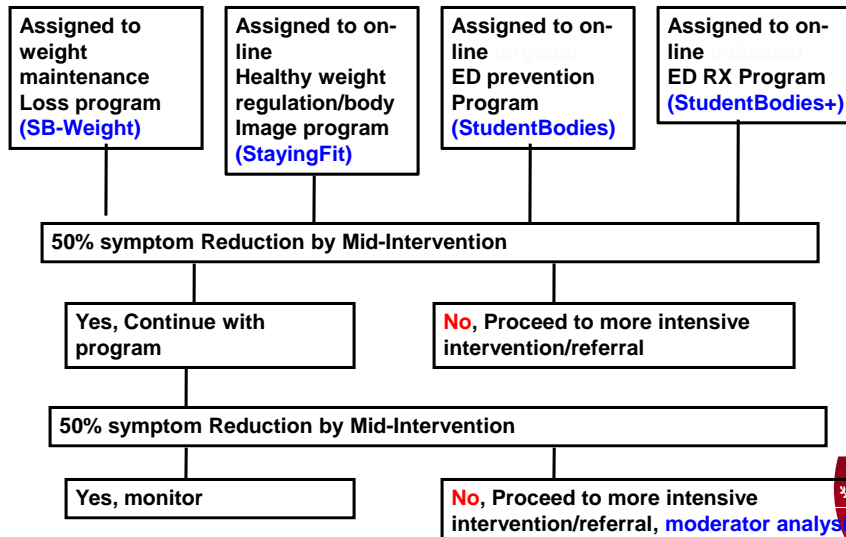 Assigned to
weight
maintenance
Loss program
(SB-Weight)
Assigned to on-
line
Healthy weight
regulation/body
Image program
(StayingFit)
Assigned to on-
line targeted
ED prevention
Program
(StudentBodies)
Assigned to on-
line indicated
ED RX Program
(StudentBodies+)
50% symptom Reduction by Mid-Intervention
Yes, Continue with
program
No, Proceed to more intensive
intervention/referral
50% symptom Reduction by Mid-Intervention
Yes, monitor
No, Proceed to more intensive
intervention/referral, moderator analysi